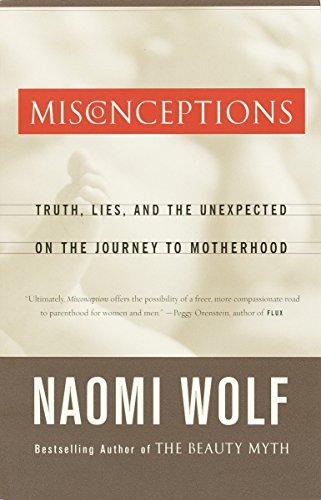 MISCONCEPTIONS
TRUTH, LIES, AND THE UNEXPECTED
ON THE JOURNEY TO MOTHERHOOD
"Ultimately, Misconception offers the possibility of a freer, more compassionate road
to parenthood for women and men." —Peggy Orenstein, author of FLUX
NAOMI WOLF
Bestselling Author of THE BEAUTY MYTH